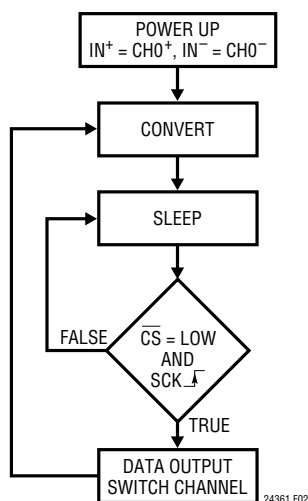 POWER UP
IN⁺ = CH0⁺, IN⁻ = CH0⁻
CONVERT
SLEEP
FALSE
C̅S̅ = LOW
AND
SCK
TRUE
DATA OUTPUT
SWITCH CHANNEL
24361 F02